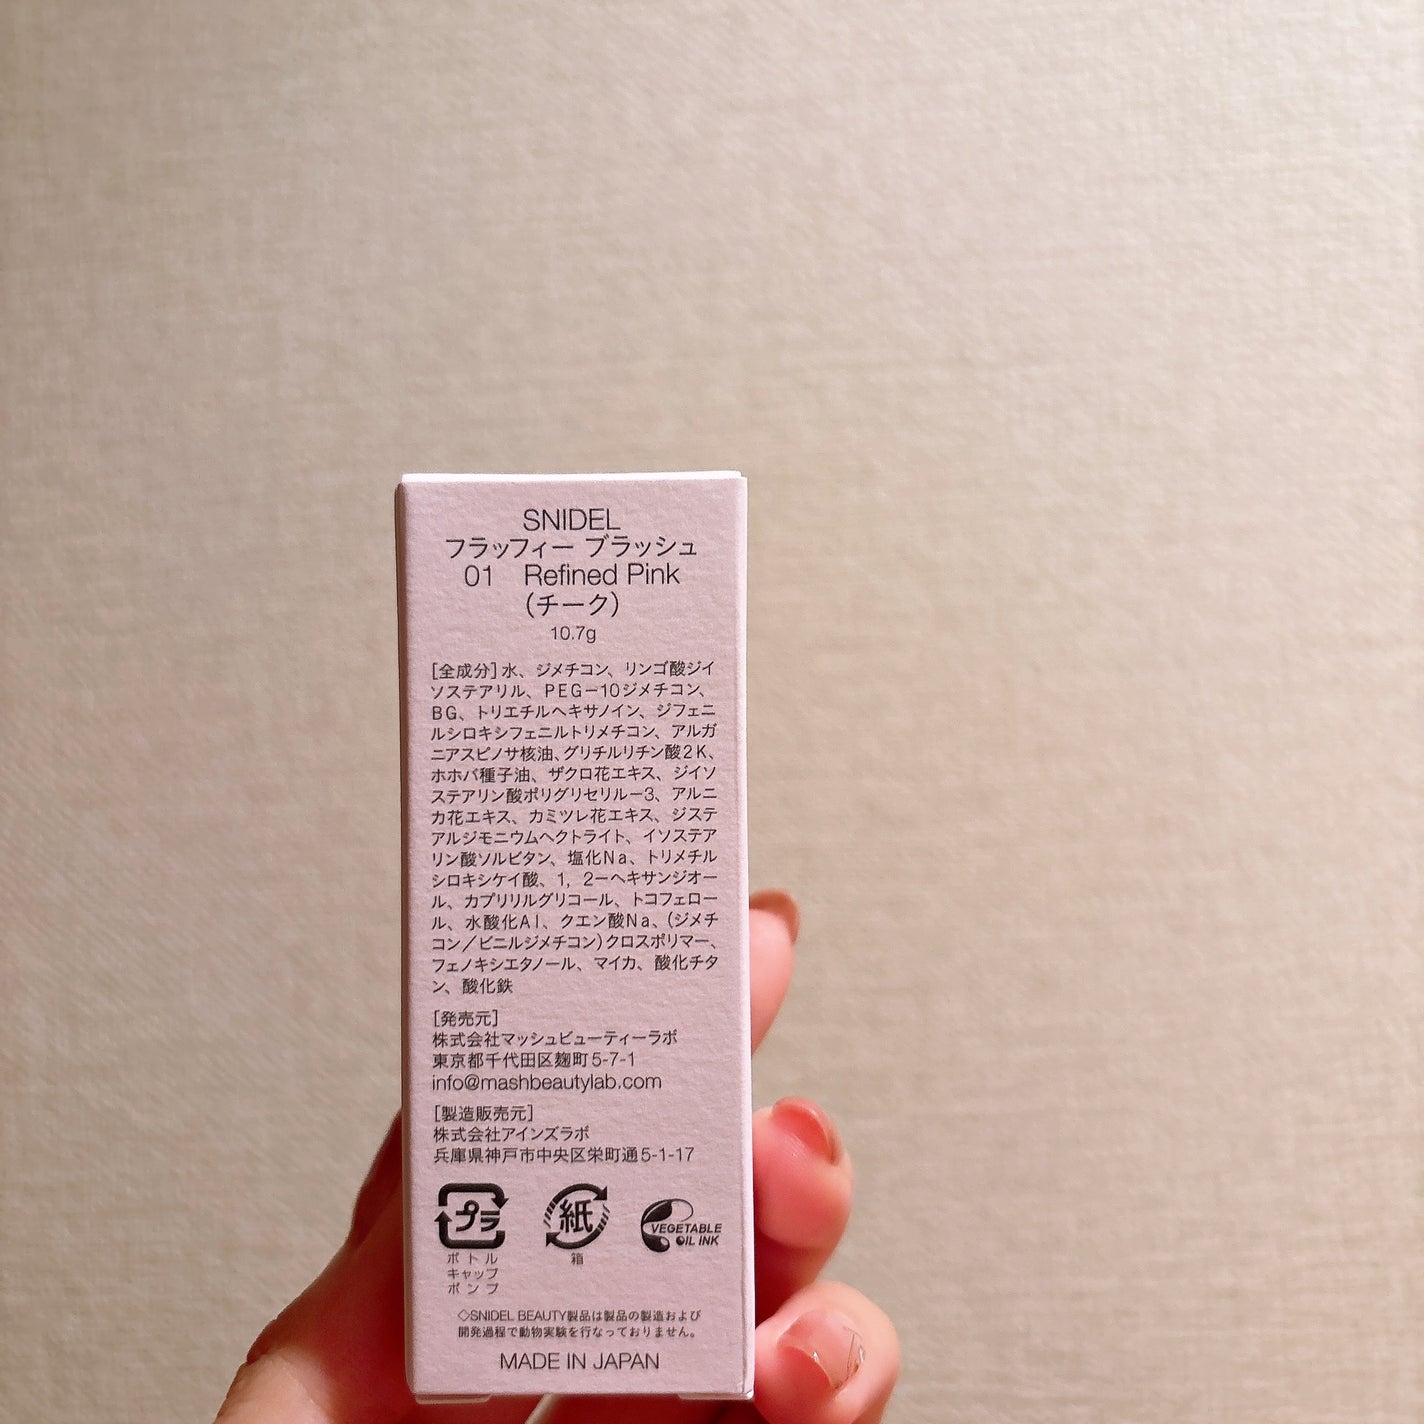 SNIDEL
フラッフィー ブラッシュ
01 Refined Pink
(チーク)
10.7g
[全成分]水、ジメチコン、リンゴ酸ジイ
ソステアリル、PEG-10ジメチコン、
BG、トリエチルヘキサノイン、ジフェニ
ルシロキシフェニルトリメチコン、アルガ
ニアスピノサ核油、グリチルリチン酸2K、
ホホバ種子油、ザクロ花エキス、ジイソ
ステアリン酸ポリグリセリル-3、アルニ
カ花エキス、カミツレ花エキス、ジステ
アルジモニウムヘクトライト、イソステア
リン酸ソルビタン、塩化Na、トリメチル
シロキシケイ酸、1, 2-ヘキサンジオー
ル、カプリリルグリコール、トコフェロー
ル、水酸化Al、クエン酸Na、(ジメチ
コン/ビニルジメチコン)クロスポリマー、
フェノキシエタノール、マイカ、酸化チタ
ン、酸化鉄
[発売元]
株式会社マッシュビューティーラボ
東京都千代田区麹町5-7-1
info@mashbeautylab.com
[製造販売元]
株式会社アインズラボ
兵庫県神戸市中央区栄町通5-1-17
プラ 紙 VEGETABLE
OIL INK
ボトル 箱
キャップ
ポンプ
◇SNIDEL BEAUTY製品は製品の製造および
開発過程で動物実験を行なっておりません。
MADE IN JAPAN